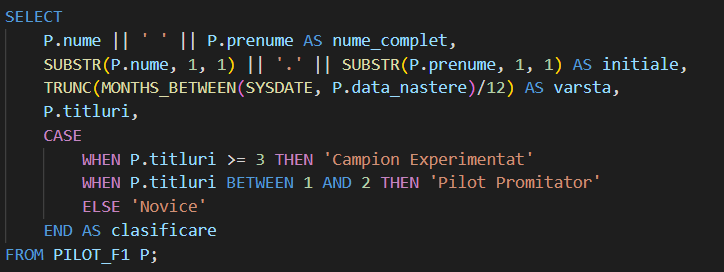 SELECT
    P.nume || ' ' || P.prenume AS nume_complet,
    SUBSTR(P.nume, 1, 1) || '.' || SUBSTR(P.prenume, 1, 1) AS initiale,
    TRUNC(MONTHS_BETWEEN(SYSDATE, P.data_nastere)/12) AS varsta,
    P.titluri,
    CASE
        WHEN P.titluri >= 3 THEN 'Campion Experimentat'
        WHEN P.titluri BETWEEN 1 AND 2 THEN 'Pilot Promitator'
        ELSE 'Novice'
    END AS clasificare
FROM PILOT_F1 P;